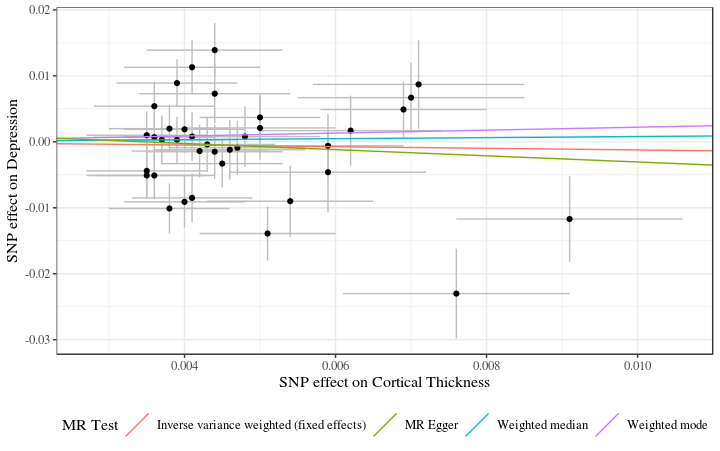 0.02
0.01
0.00
-0.01
-0.02
-0.03
SNP effect on Depression
0.004 0.006 0.008 0.010
SNP effect on Cortical Thickness
MR Test Inverse variance weighted (fixed effects) MR Egger Weighted median Weighted mode